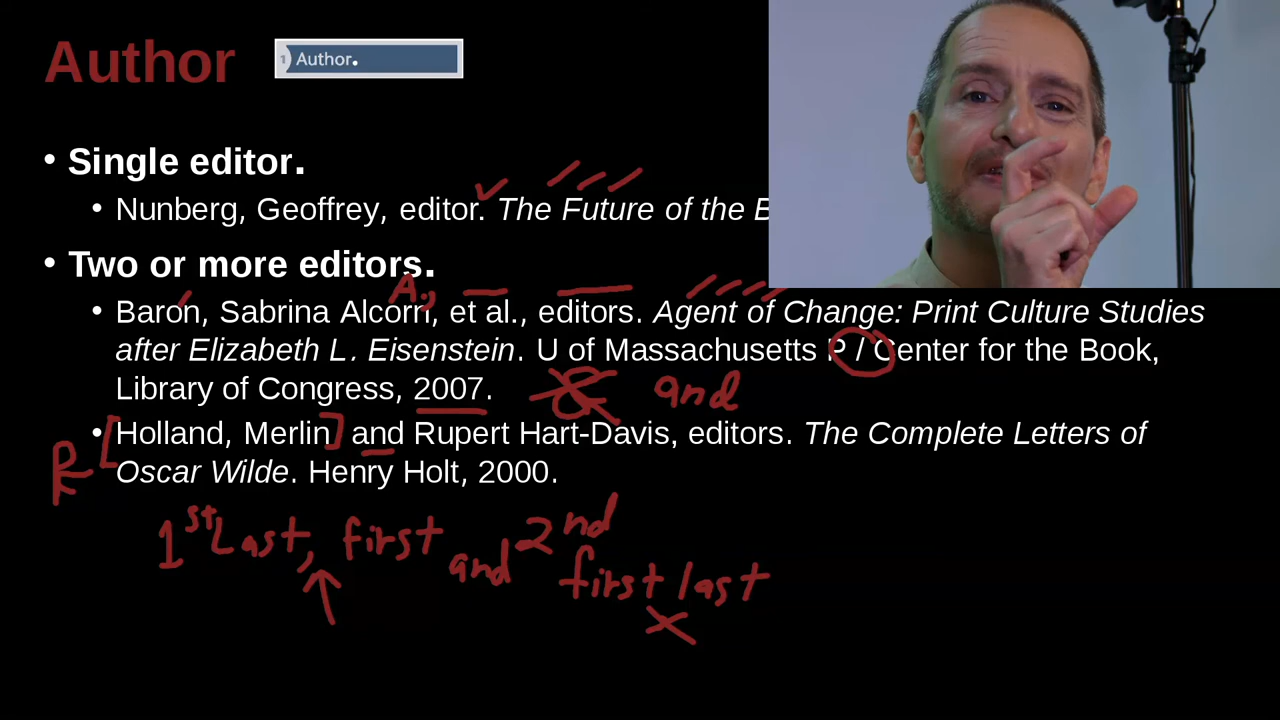 Author
1 Author.
• Single editor.
• Nunberg, Geoffrey, editor. The Future of the B
• Two or more editors.
A.,
• Baron, Sabrina Alcorn, et al., editors. Agent of Change: Print Culture Studies
after Elizabeth L. Eisenstein. U of Massachusetts P / Center for the Book,
Library of Congress, 2007.
& and
• Holland, Merlin] and Rupert Hart-Davis, editors. The Complete Letters of
R [
Oscar Wilde. Henry Holt, 2000.
1st Last, first and 2nd
first last